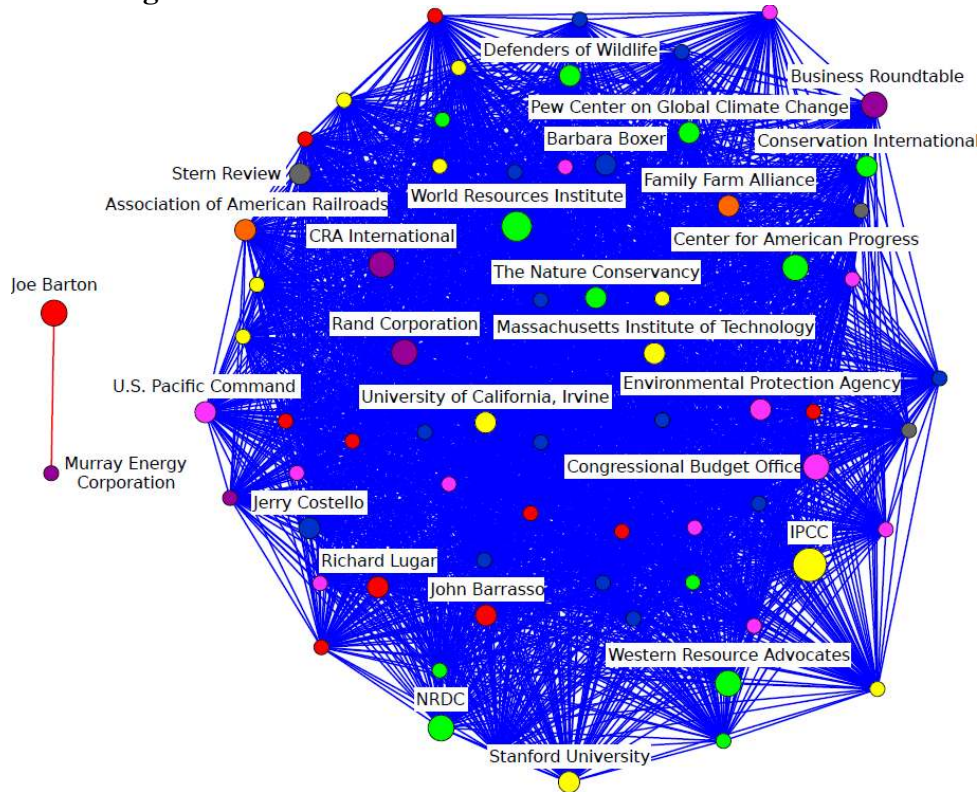 Defenders of Wildlife
Business Roundtable
Pew Center on Global Climate Change
Barbara Boxer
Conservation International
Stern Review
World Resources Institute
Family Farm Alliance
Association of American Railroads
CRA International
Center for American Progress
The Nature Conservancy
Joe Barton
Rand Corporation
Massachusetts Institute of Technology
U.S. Pacific Command
Environmental Protection Agency
University of California, Irvine
Murray Energy
Corporation
Congressional Budget Office
Jerry Costello
IPCC
Richard Lugar
John Barrasso
Western Resource Advocates
NRDC
Stanford University